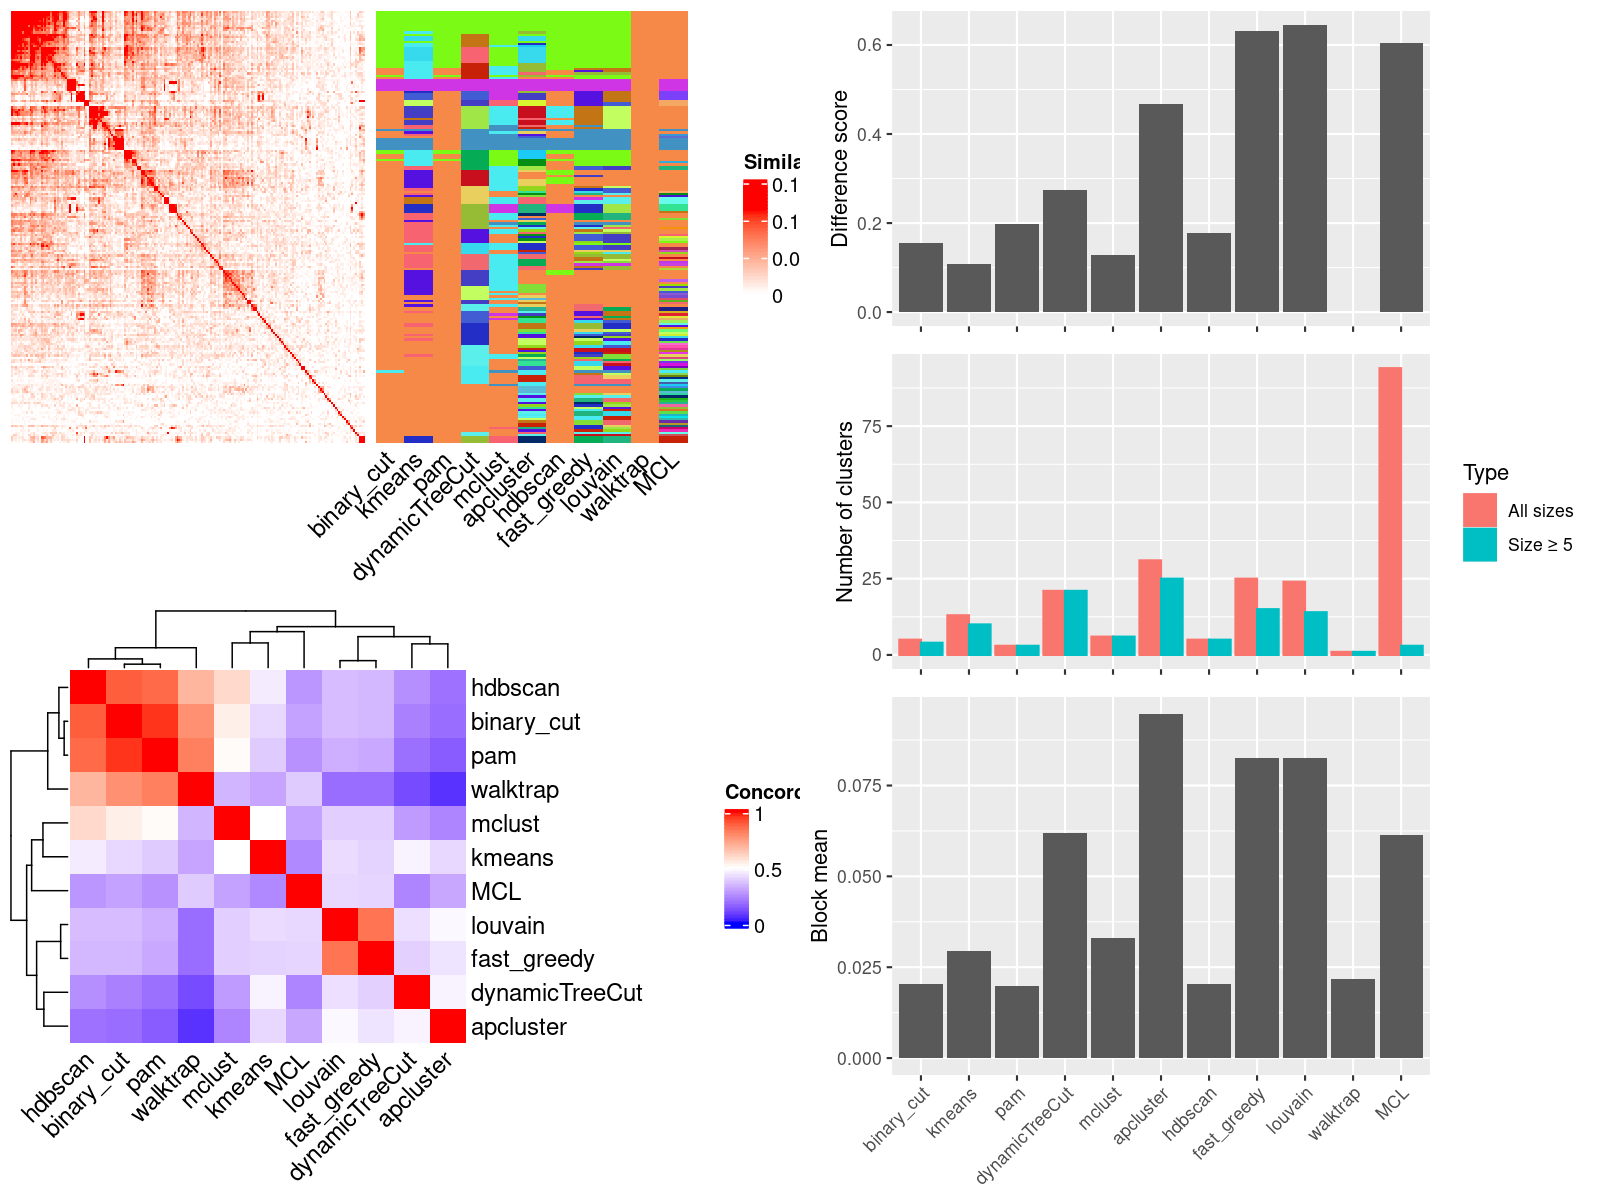 Simila
0.1
0.1
0.0
0
binary_cut
kmeans
pam
dynamicTreeCut
mclust
apcluster
hdbscan
fast_greedy
louvain
walktrap
MCL
hdbscan
binary_cut
pam
walktrap
mclust
kmeans
MCL
louvain
fast_greedy
dynamicTreeCut
apcluster
hdbscan
binary_cut
pam
walktrap
mclust
kmeans
MCL
louvain
fast_greedy
dynamicTreeCut
apcluster
Concord
1
0.5
0
Difference score
0.6
0.4
0.2
0.0
Number of clusters
75
50
25
0
Type
All sizes
Size ≥ 5
Block mean
0.075
0.050
0.025
0.000
binary_cut
kmeans
pam
dynamicTreeCut
mclust
apcluster
hdbscan
fast_greedy
louvain
walktrap
MCL